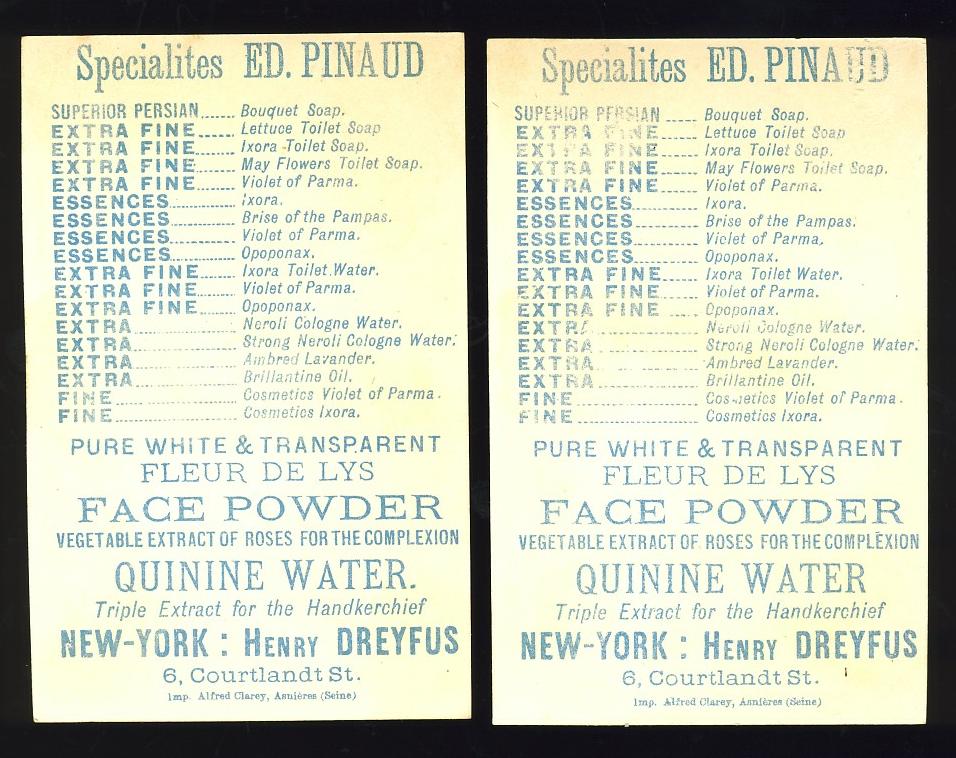 Specialites ED. PINAUD
SUPERIOR PERSIAN...... Bouquet Soap.
EXTRA FINE...... Lettuce Toilet Soap
EXTRA FINE...... Ixora Toilet Soap.
EXTRA FINE...... May Flowers Toilet Soap.
EXTRA FINE...... Violet of Parma.
ESSENCES...... Ixora.
ESSENCES...... Brise of the Pampas.
ESSENCES...... Violet of Parma.
ESSENCES...... Opoponax.
EXTRA FINE...... Ixora Toilet Water.
EXTRA FINE...... Violet of Parma.
EXTRA FINE...... Opoponax.
EXTRA...... Neroli Cologne Water.
EXTRA...... Strong Neroli Cologne Water.
EXTRA...... Ambred Lavander.
EXTRA...... Brillantine Oil.
FINE...... Cosmetics Violet of Parma.
FINE...... Cosmetics Ixora.
PURE WHITE & TRANSPARENT
FLEUR DE LYS
FACE POWDER
VEGETABLE EXTRACT OF ROSES FOR THE COMPLEXION
QUININE WATER.
Triple Extract for the Handkerchief
NEW-YORK : HENRY DREYFUS
6, Courtlandt St.
Imp. Alfred Clarey, Asnières (Seine)
Specialites ED. PINAUD
SUPERIOR PERSIAN ...... Bouquet Soap.
EXTRA FINE...... Lettuce Toilet Soap
EXTRA FINE...... Ixora Toilet Soap.
EXTRA FINE...... May Flowers Toilet Soap.
EXTRA FINE...... Violet of Parma.
ESSENCES...... Ixora.
ESSENCES...... Brise of the Pampas.
ESSENCES...... Violet of Parma.
ESSENCES...... Opoponax.
EXTRA FINE...... Ixora Toilet Water.
EXTRA FINE...... Violet of Parma.
EXTRA FINE...... Opoponax.
EXTRA...... Neroli Cologne Water.
EXTRA...... Strong Neroli Cologne Water.
EXTRA...... Ambred Lavander.
EXTRA...... Brillantine Oil.
FINE...... Cosmetics Violet of Parma.
FINE...... Cosmetics Ixora.
PURE WHITE & TRANSPARENT
FLEUR DE LYS
FACE POWDER
VEGETABLE EXTRACT OF ROSES FOR THE COMPLEXION
QUININE WATER
Triple Extract for the Handkerchief
NEW-YORK : HENRY DREYFUS
6, Courtlandt St.
Imp. Alfred Clarey, Asnières (Seine)